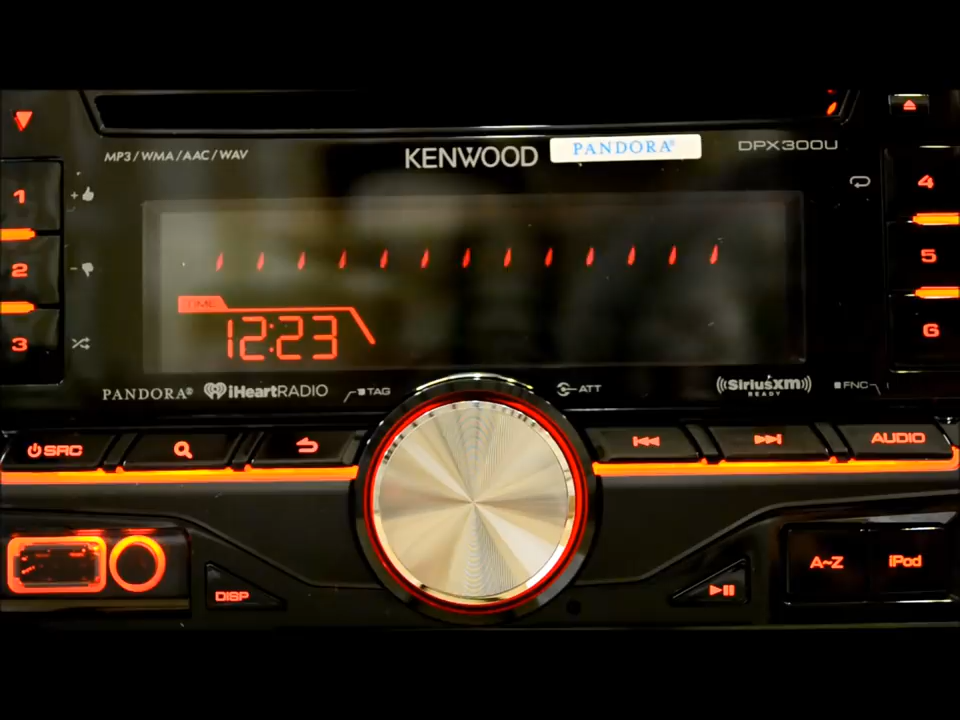 MP3/WMA/AAC/WAV
KENWOOD
PANDORA®
DPX300U
1
4
2
5
3
6
TIME
12:23
PANDORA®
iHeartRADIO
TAG
ATT
((SiriusXM))
READY
FNC
SRC
AUDIO
A~Z
iPod
DISP